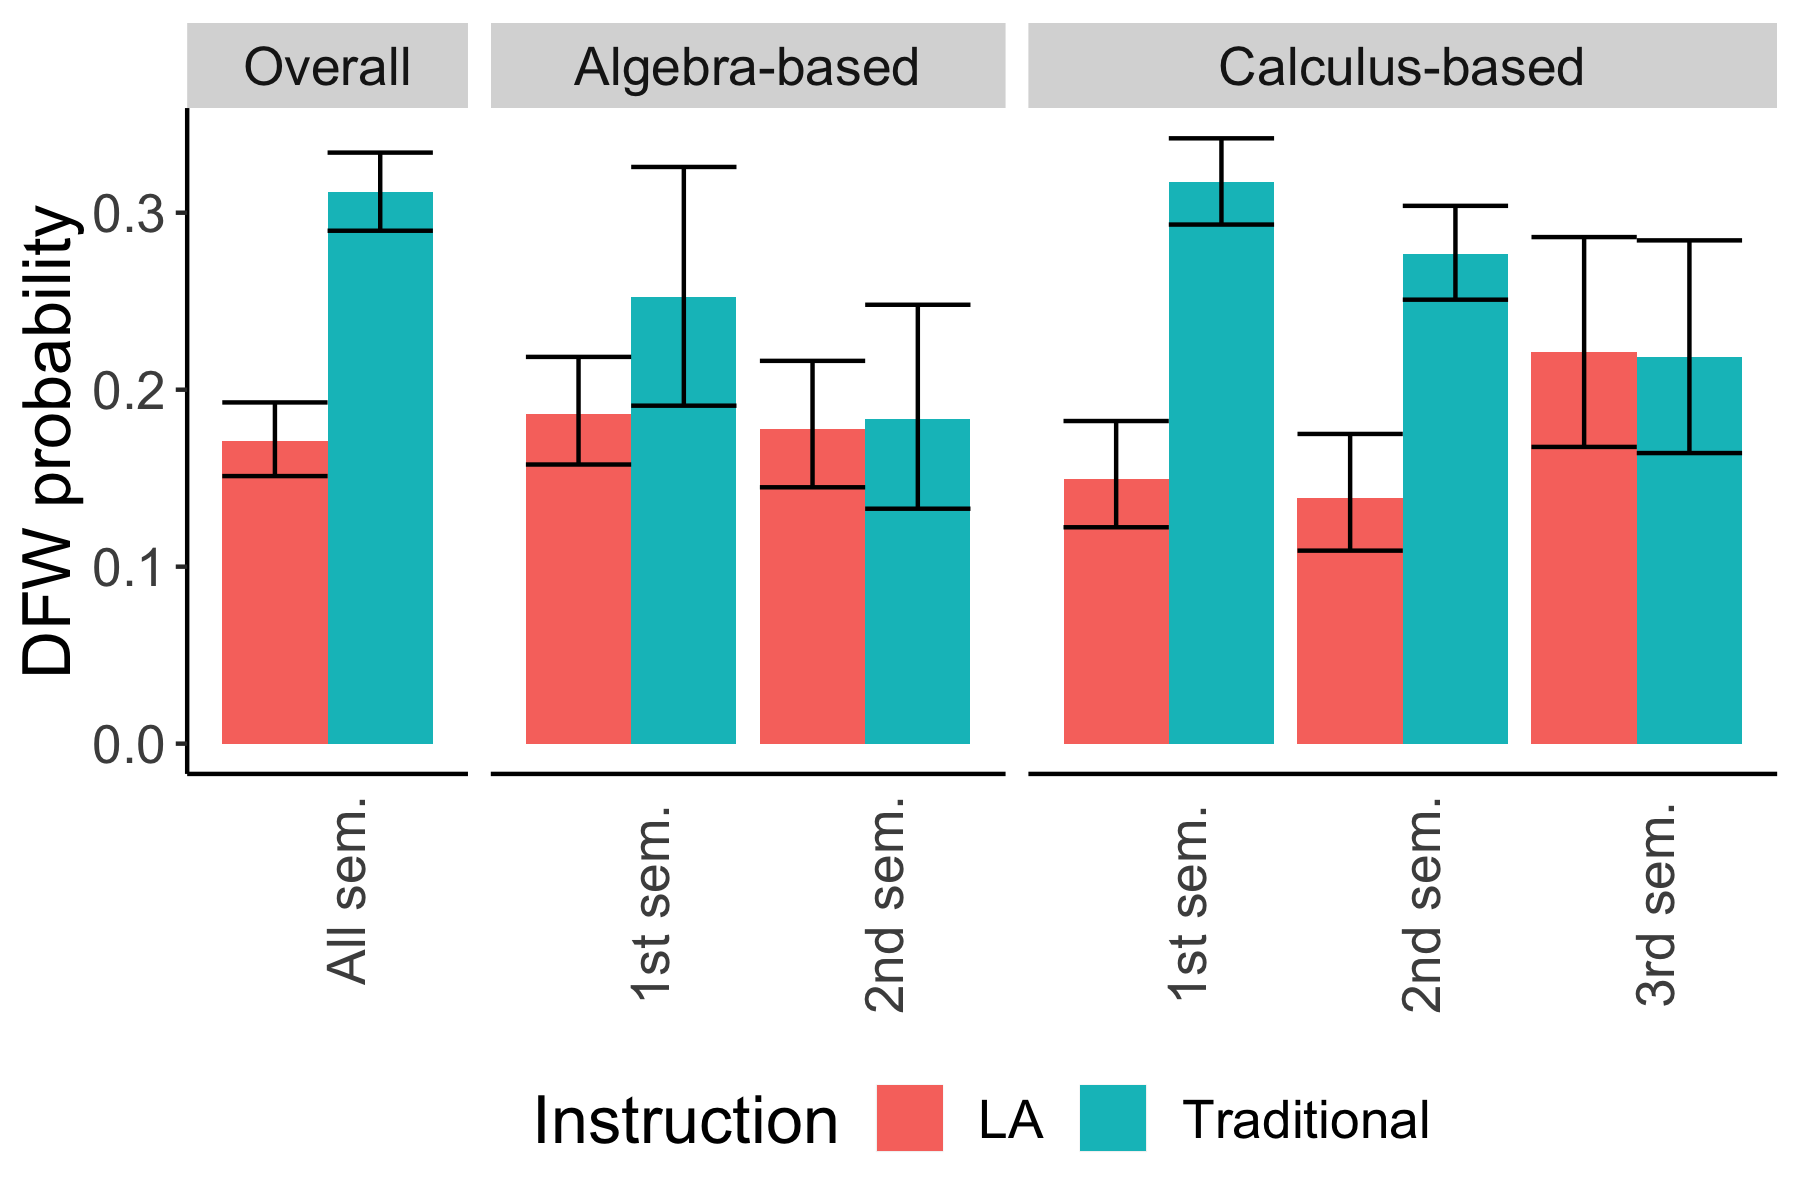 Overall Algebra-based Calculus-based
DFW probability
0.3
0.2
0.1
0.0
All sem.
1st sem.
2nd sem.
1st sem.
2nd sem.
3rd sem.
Instruction LA Traditional